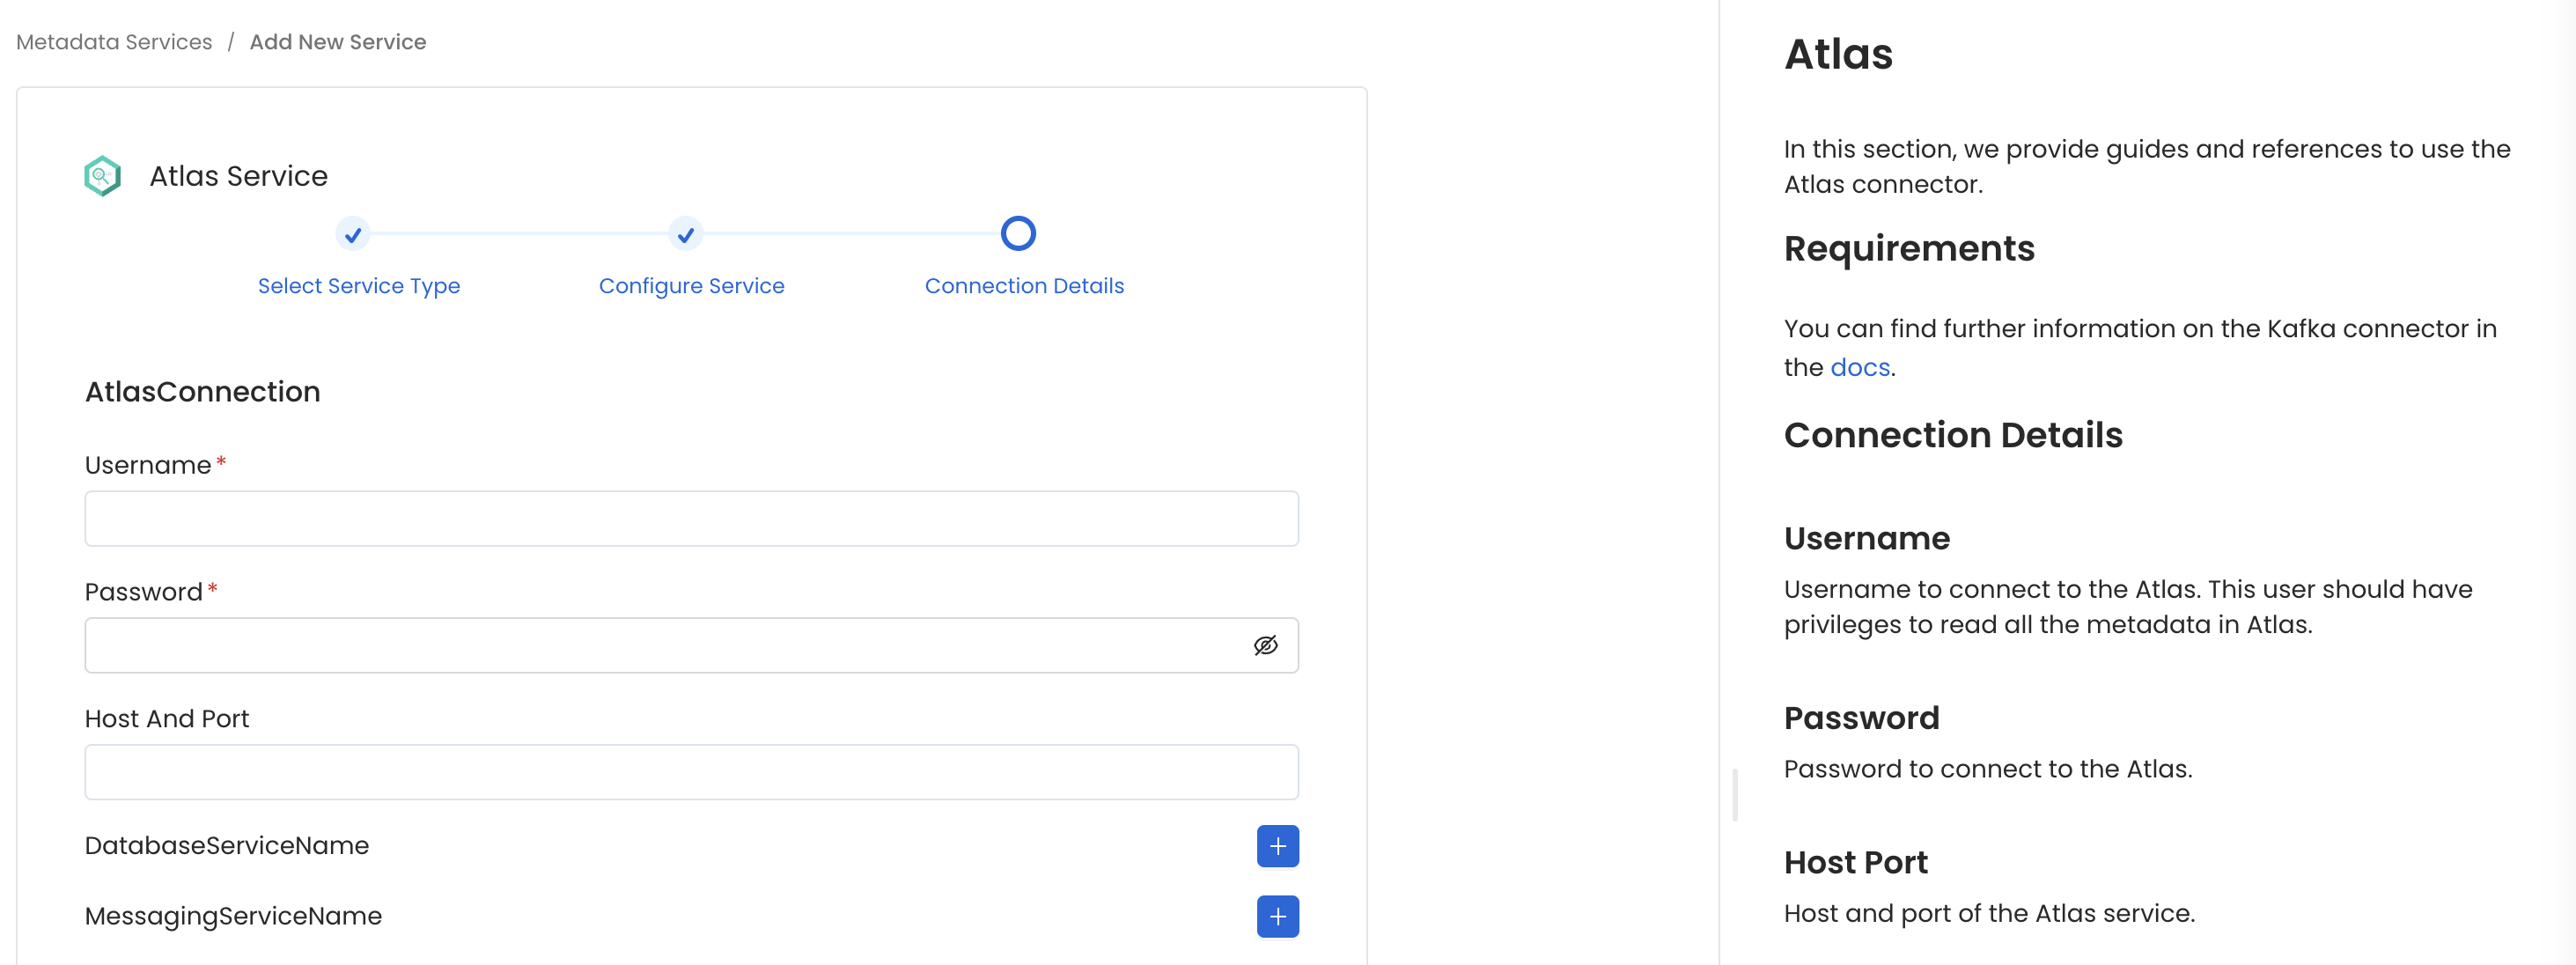 Metadata Services / Add New Service
Atlas Service
Select Service Type
Configure Service
Connection Details
AtlasConnection
Username *
Password *
Host And Port
DatabaseServiceName
MessagingServiceName
Atlas
In this section, we provide guides and references to use the
Atlas connector.
Requirements
You can find further information on the Kafka connector in
the docs.
Connection Details
Username
Username to connect to the Atlas. This user should have
privileges to read all the metadata in Atlas.
Password
Password to connect to the Atlas.
Host Port
Host and port of the Atlas service.